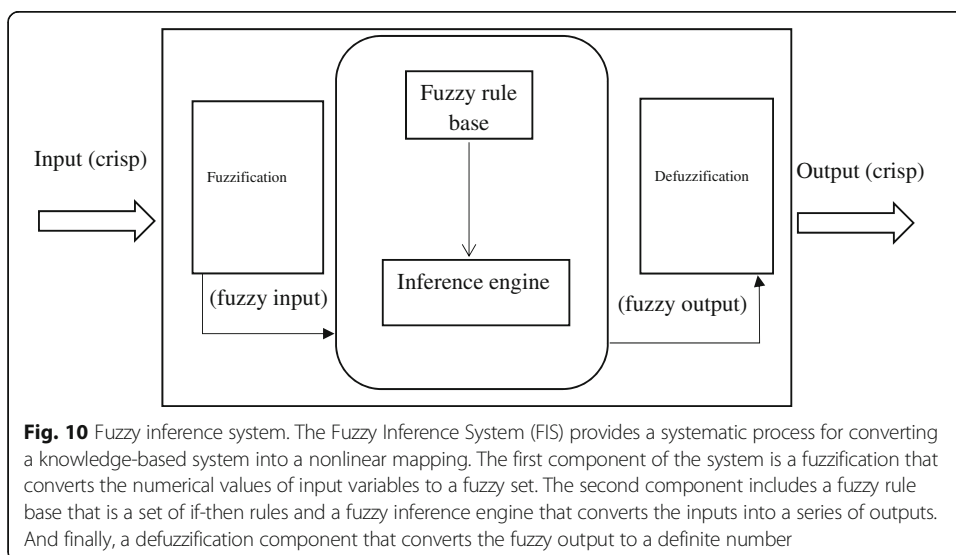 Fuzzy rule
base
Input (crisp)
Fuzzification
Defuzzification
Output (crisp)
Inference engine
(fuzzy input)
(fuzzy output)
Fig. 10 Fuzzy inference system. The Fuzzy Inference System (FIS) provides a systematic process for converting
a knowledge-based system into a nonlinear mapping. The first component of the system is a fuzzification that
converts the numerical values of input variables to a fuzzy set. The second component includes a fuzzy rule
base that is a set of if-then rules and a fuzzy inference engine that converts the inputs into a series of outputs.
And finally, a defuzzification component that converts the fuzzy output to a definite number